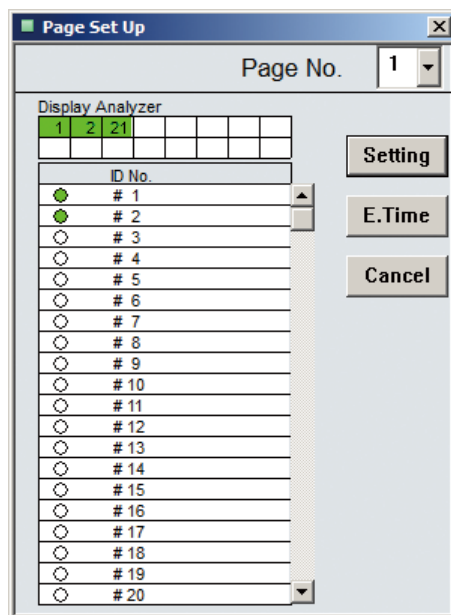 Page Set Up
Page No. 1
Display Analyzer
1 2 21
Setting
ID No.
# 1
# 2
E.Time
# 3
# 4
# 5
Cancel
# 6
# 7
# 8
# 9
# 10
# 11
# 12
# 13
# 14
# 15
# 16
# 17
# 18
# 19
# 20